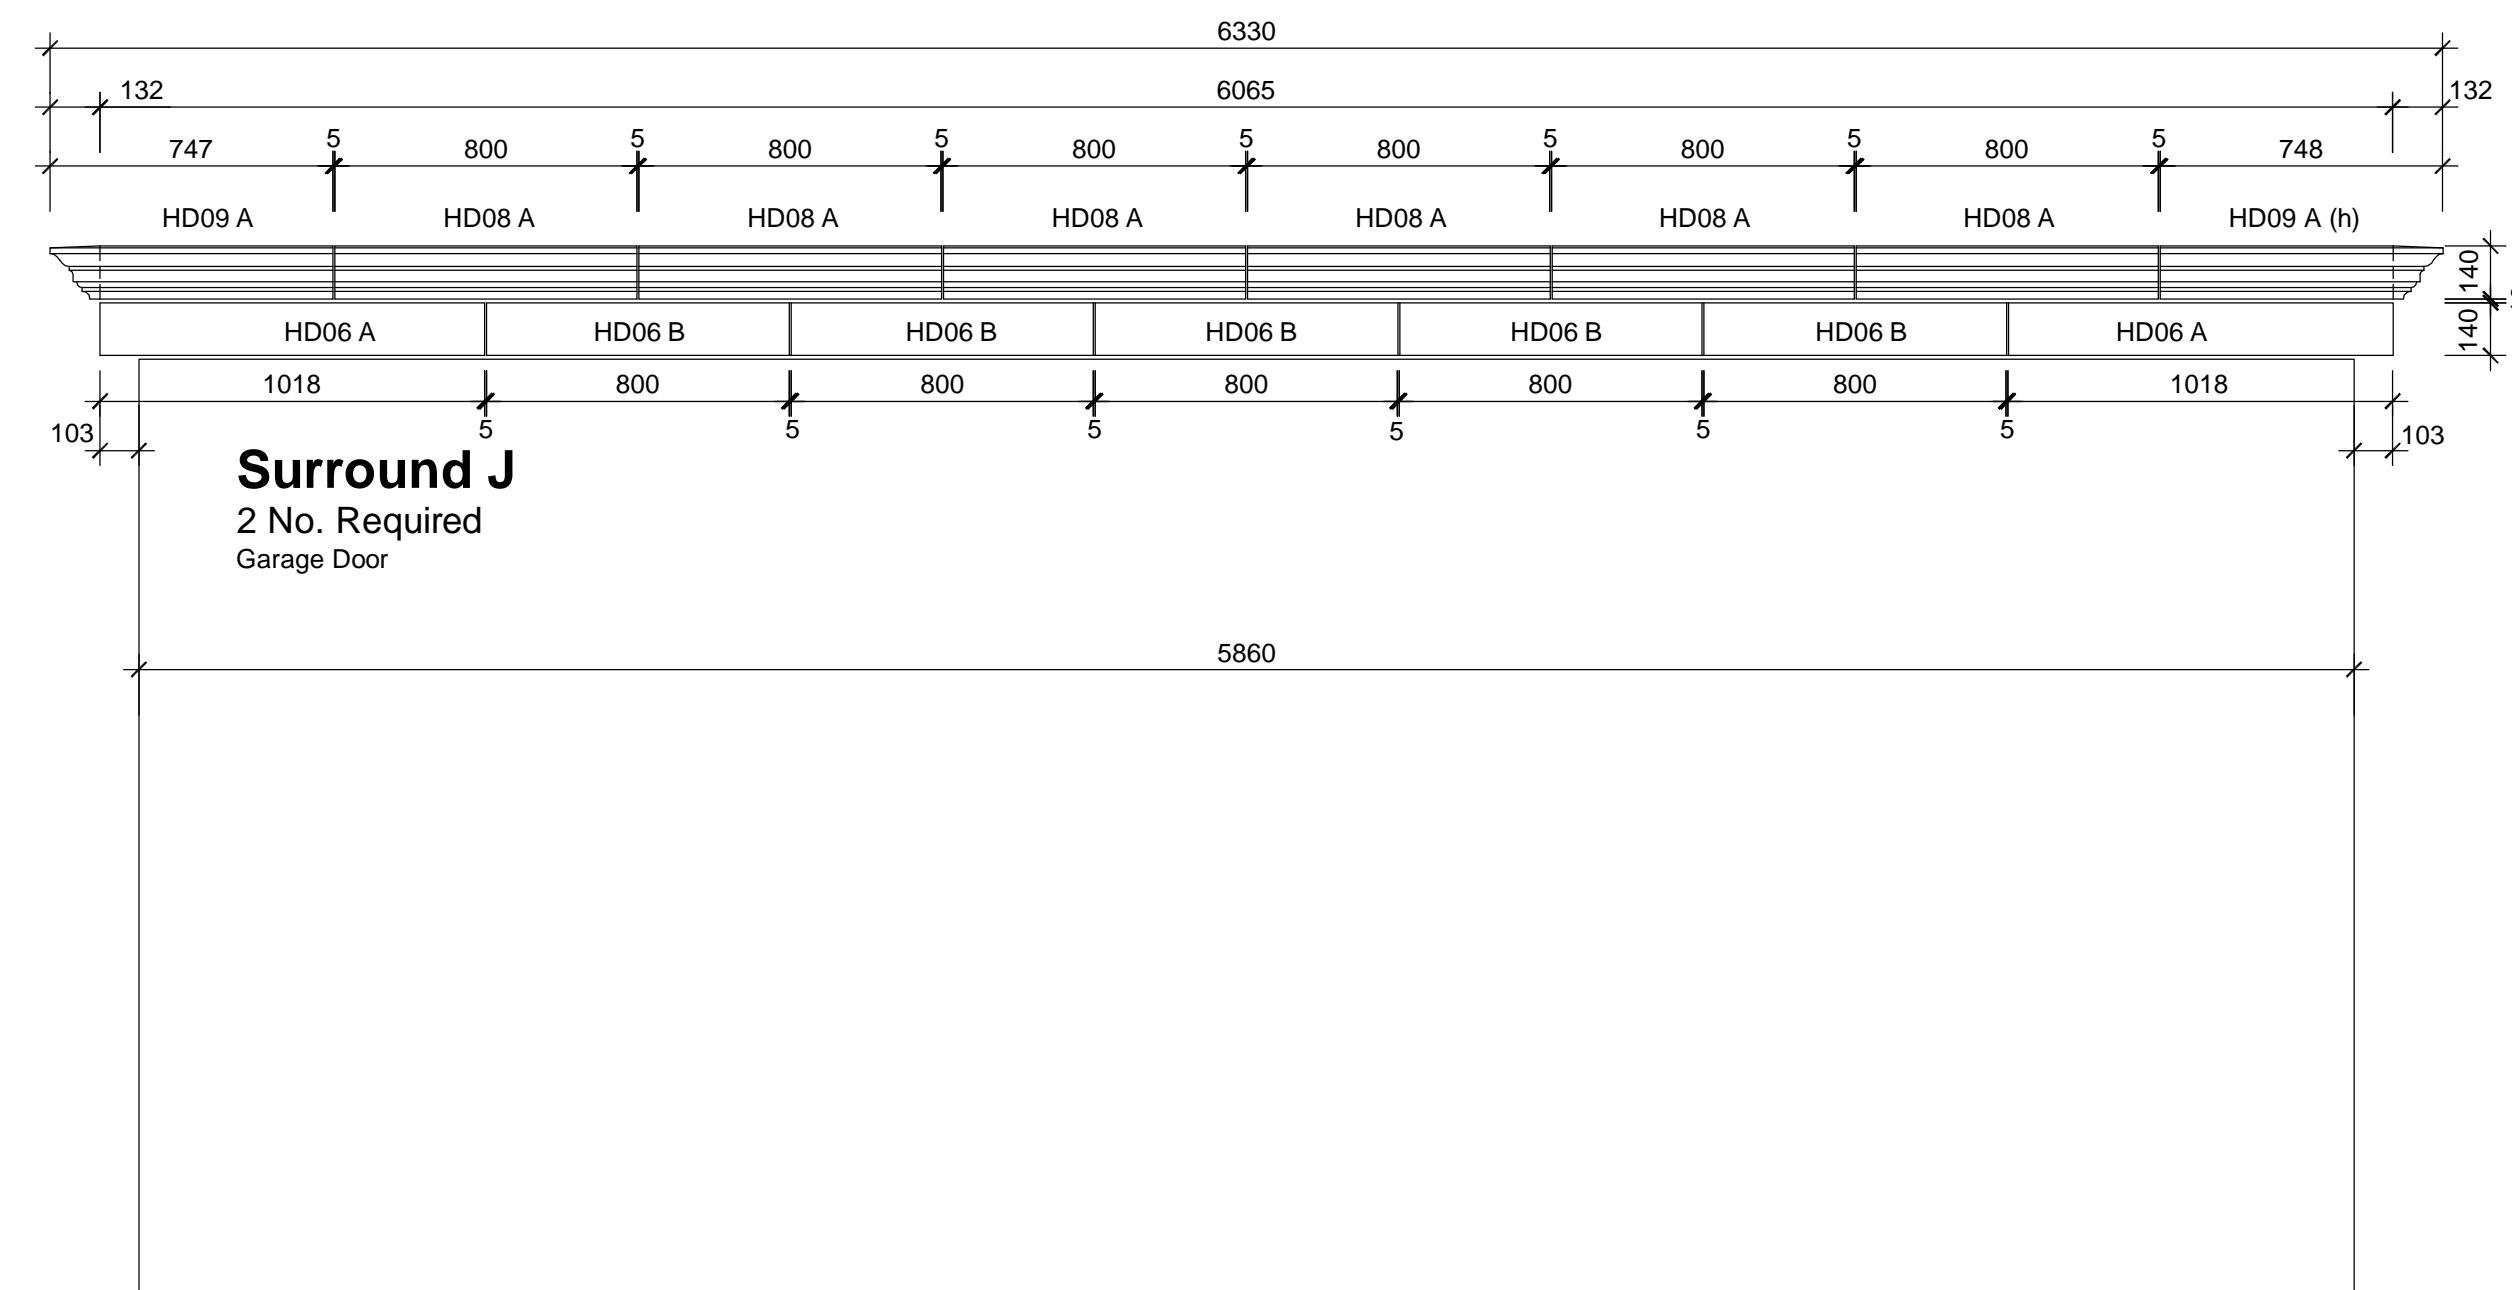 6330
132 6065 132
5 5 5 5 5 5 5
747 800 800 800 800 800 800 748
HD09 A HD08 A HD08 A HD08 A HD08 A HD08 A HD08 A HD09 A (h)
140
HD06 A HD06 B HD06 B HD06 B HD06 B HD06 B HD06 A
140
1018 800 800 800 800 800 1018
5 5 5 5 5 5
103 103
Surround J
2 No. Required
Garage Door
5860